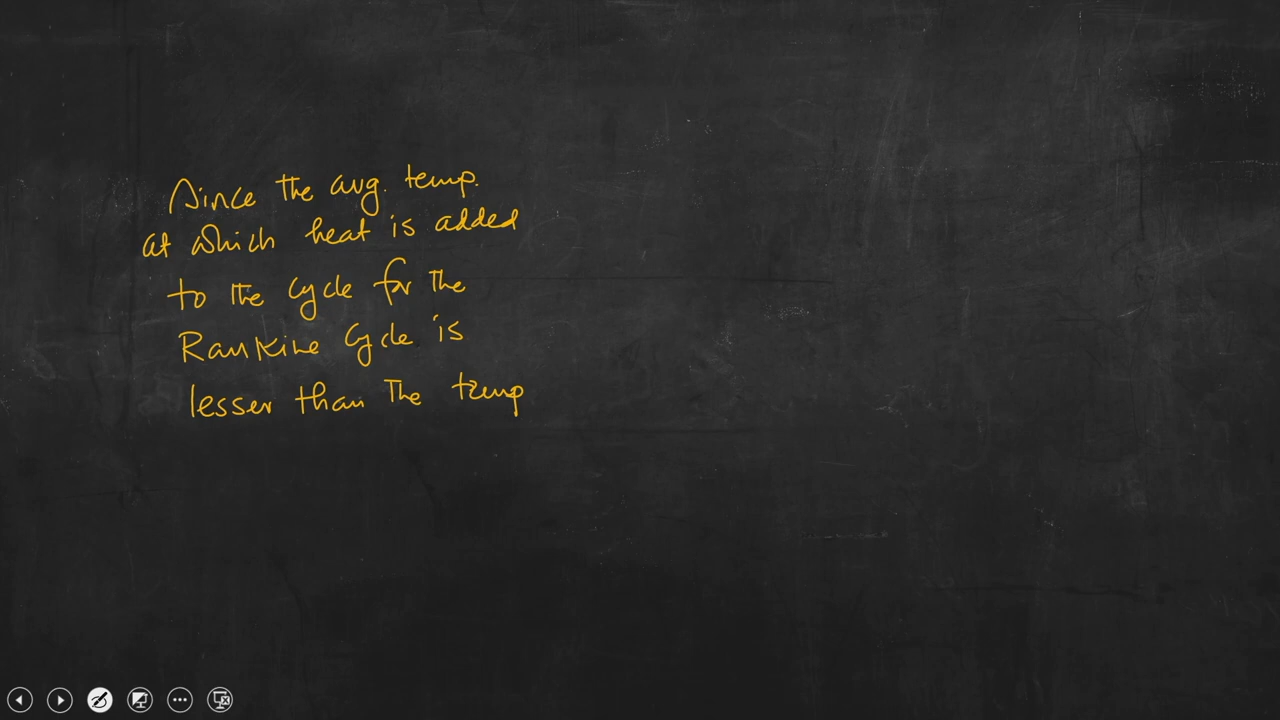 Since the avg. temp.
at which heat is added
to the cycle for the
Rankine Cycle is
lesser than the temp